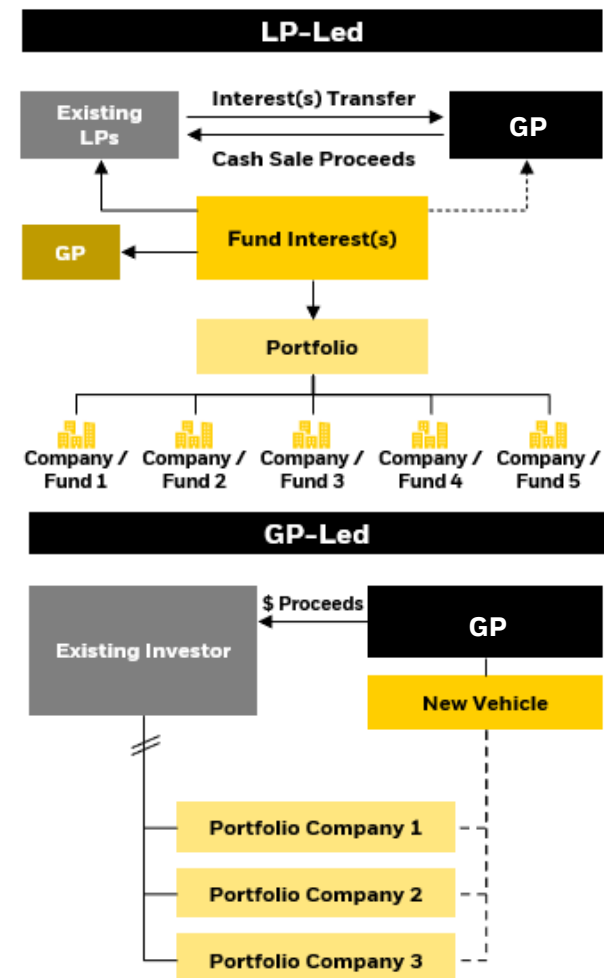 LP-Led
Interest(s) Transfer
Existing
LPs
GP
Cash Sale Proceeds
Fund Interest(s)
GP
Portfolio
Company /
Fund 1
Company /
Fund 2
Company /
Fund 3
Company /
Fund 4
Company /
Fund 5
GP-Led
$ Proceeds
Existing Investor
GP
New Vehicle
Portfolio Company 1
Portfolio Company 2
Portfolio Company 3